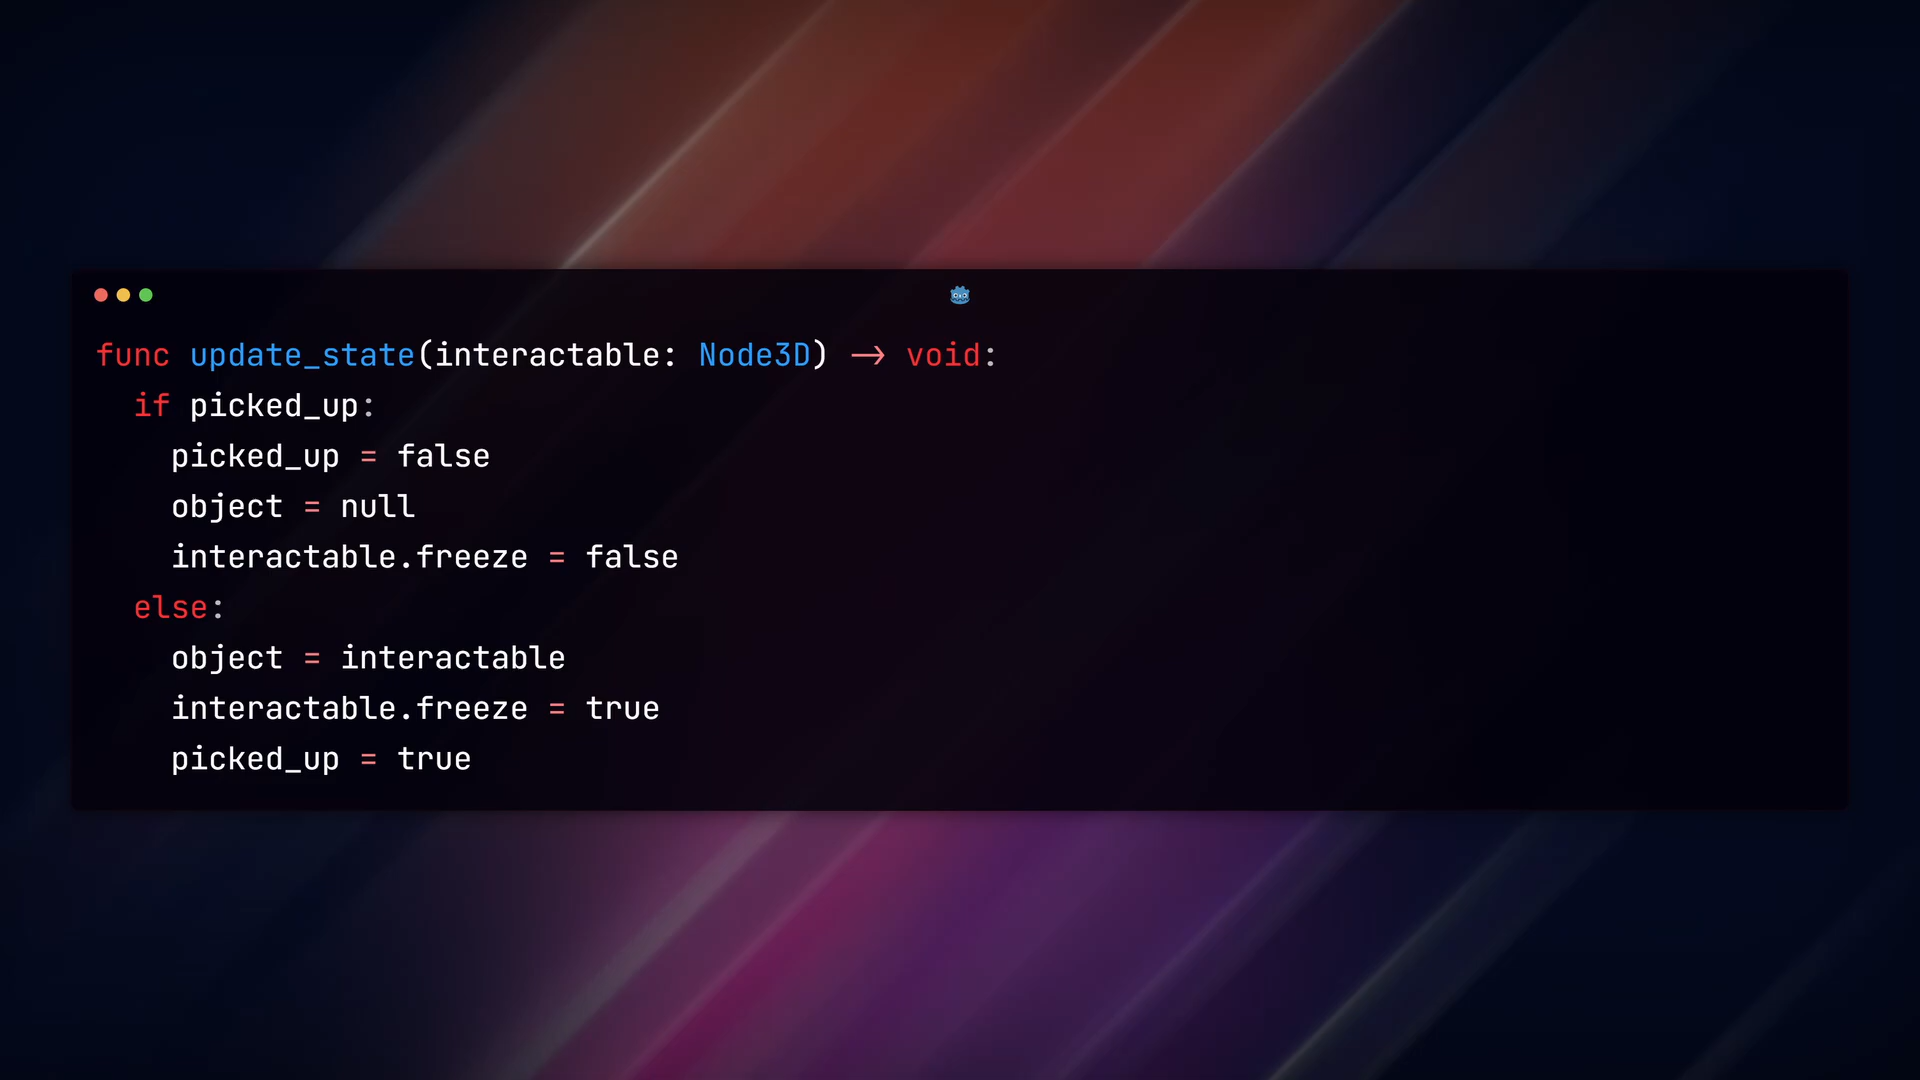 func update_state(interactable: Node3D) -> void:
  if picked_up:
    picked_up = false
    object = null
    interactable.freeze = false
  else:
    object = interactable
    interactable.freeze = true
    picked_up = true